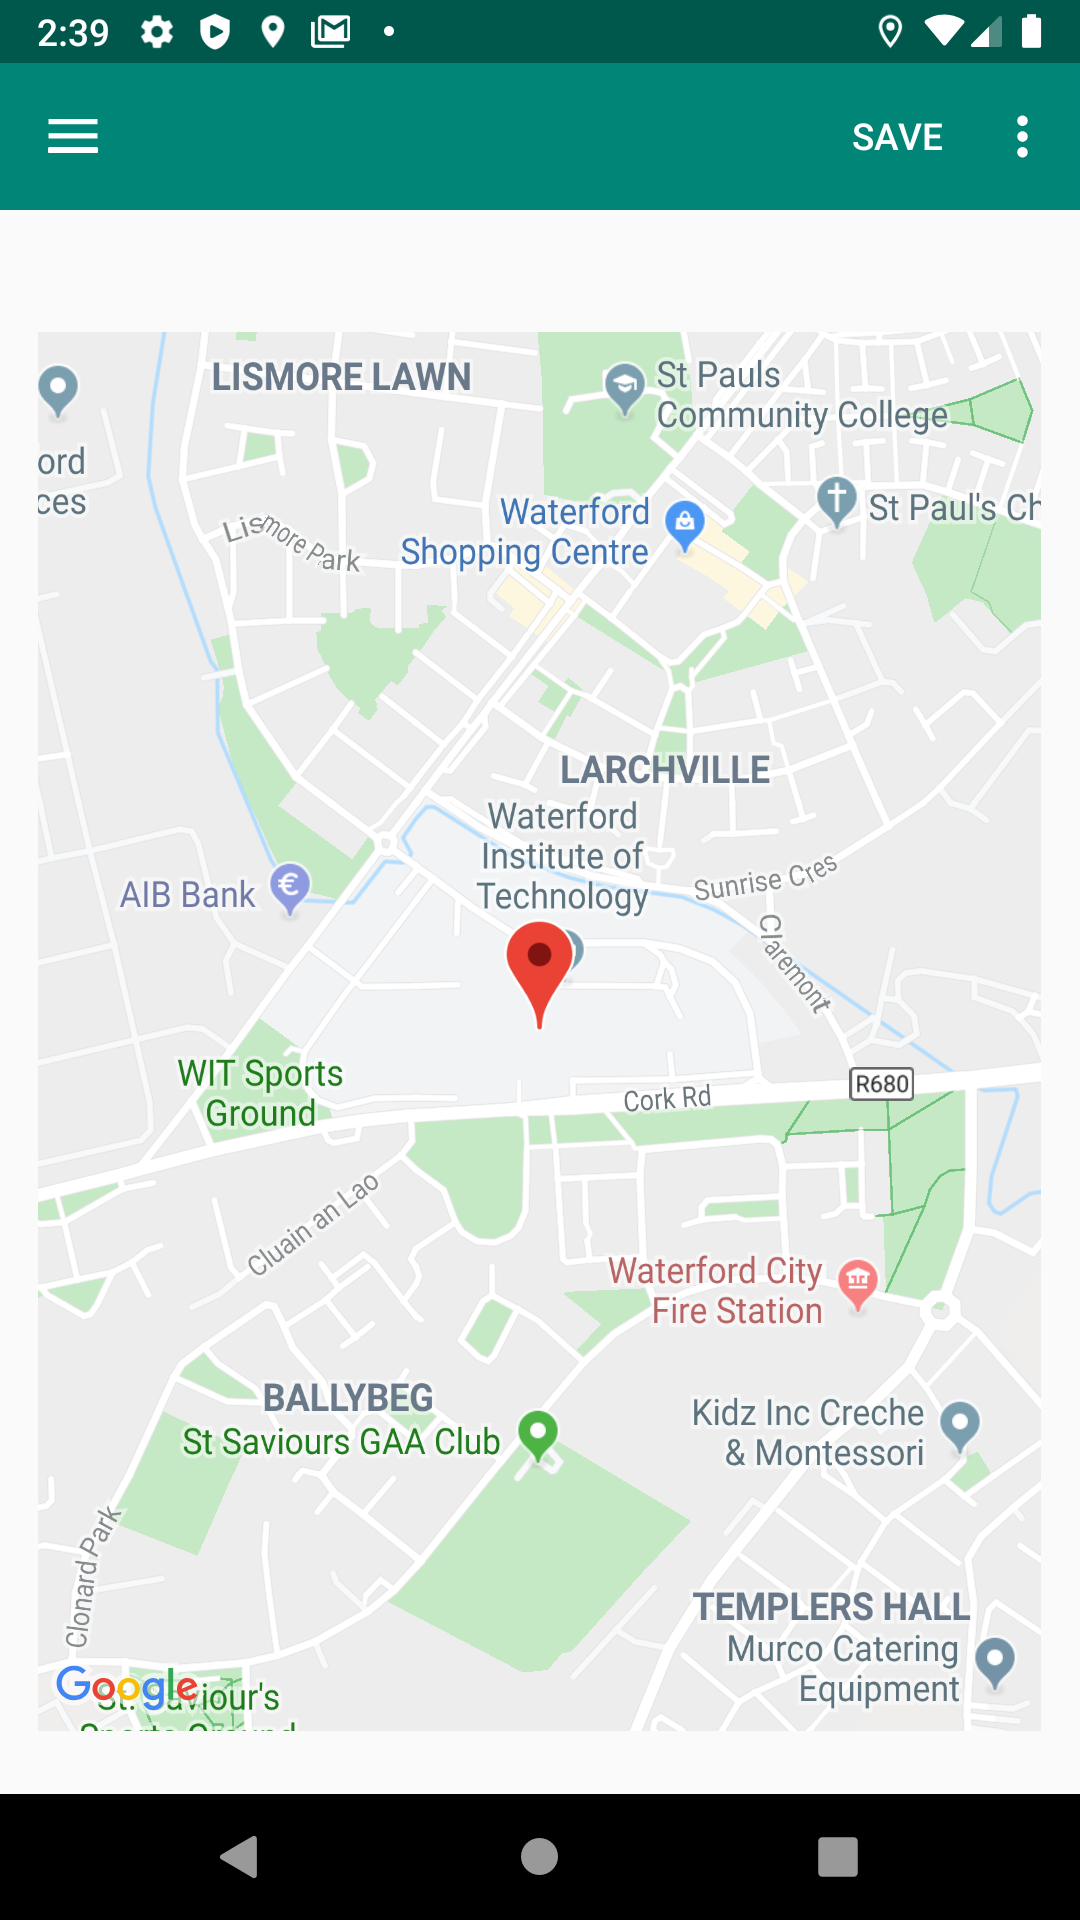 2:39
SAVE
LISMORE LAWN
St Pauls
Community College
ord
ces
Waterford
Shopping Centre
St Paul's Ch
Lismore Park
LARCHVILLE
Waterford
Institute of
Technology
Sunrise Cres
AIB Bank
Claremont
WIT Sports
Ground
R680
Cork Rd
Cluain an Lao
Waterford City
Fire Station
BALLYBEG
St Saviours GAA Club
Kidz Inc Creche
& Montessori
Clonard Park
TEMPLERS HALL
Murco Catering
Equipment
Google
St. Saviour's
Sports Ground